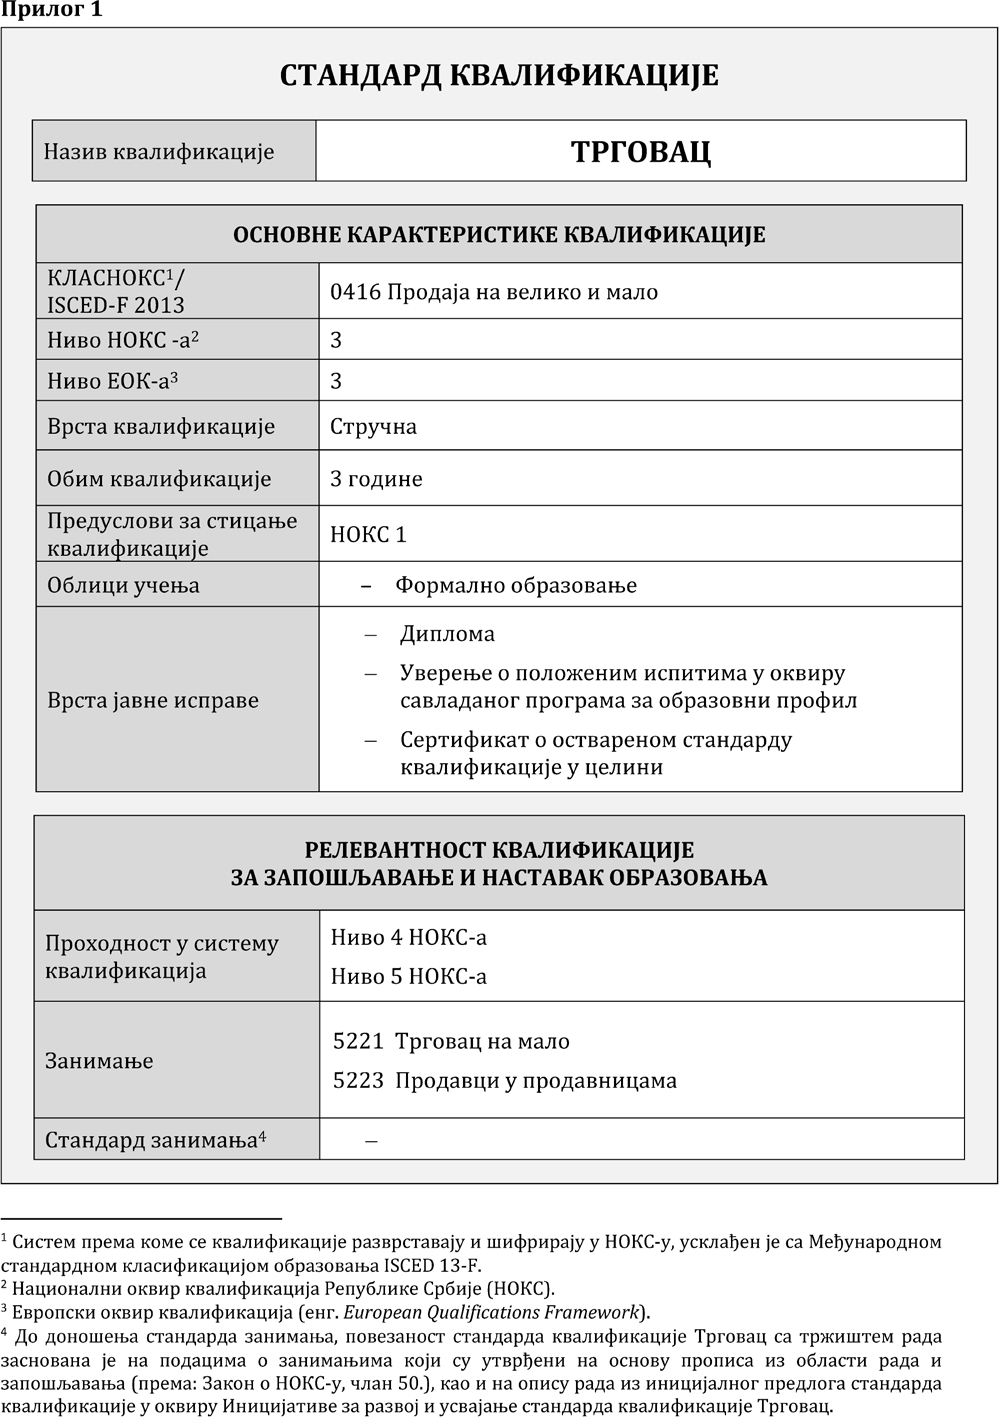 Прилог 1
СТАНДАРД КВАЛИФИКАЦИЈЕ
Назив квалификације
ТРГОВАЦ
ОСНОВНЕ КАРАКТЕРИСТИКЕ КВАЛИФИКАЦИЈЕ
КЛАСНОКС¹/
ISCED-F 2013
0416 Продаја на велико и мало
Ниво НОКС -а²
3
Ниво ЕОК-а³
3
Врста квалификације
Стручна
Обим квалификације
3 године
Предуслови за стицање
квалификације
НОКС 1
Облици учења
– Формално образовање
Врста јавне исправе
– Диплома
– Уверење о положеним испитима у оквиру
савладаног програма за образовни профил
– Сертификат о оствареном стандарду
квалификације у целини
РЕЛЕВАНТНОСТ КВАЛИФИКАЦИЈЕ
ЗА ЗАПОШЉАВАЊЕ И НАСТАВАК ОБРАЗОВАЊА
Проходност у систему
квалификација
Ниво 4 НОКС-а
Ниво 5 НОКС-а
Занимање
5221 Трговац на мало
5223 Продавци у продавницама
Стандард занимања⁴
–
¹ Систем према коме се квалификације разврставају и шифрирају у НОКС-у, усклађен је са Међународном
стандардном класификацијом образовања ISCED 13-F.
² Национални оквир квалификација Републике Србије (НОКС).
³ Европски оквир квалификација (енг. European Qualifications Framework).
⁴ До доношења стандарда занимања, повезаност стандарда квалификације Трговац са тржиштем рада
заснована је на подацима о занимањима који су утврђени на основу прописа из области рада и
запошљавања (према: Закон о НОКС-у, члан 50.), као и на опису рада из иницијалног предлога стандарда
квалификације у оквиру Иницијативе за развој и усвајање стандарда квалификације Трговац.